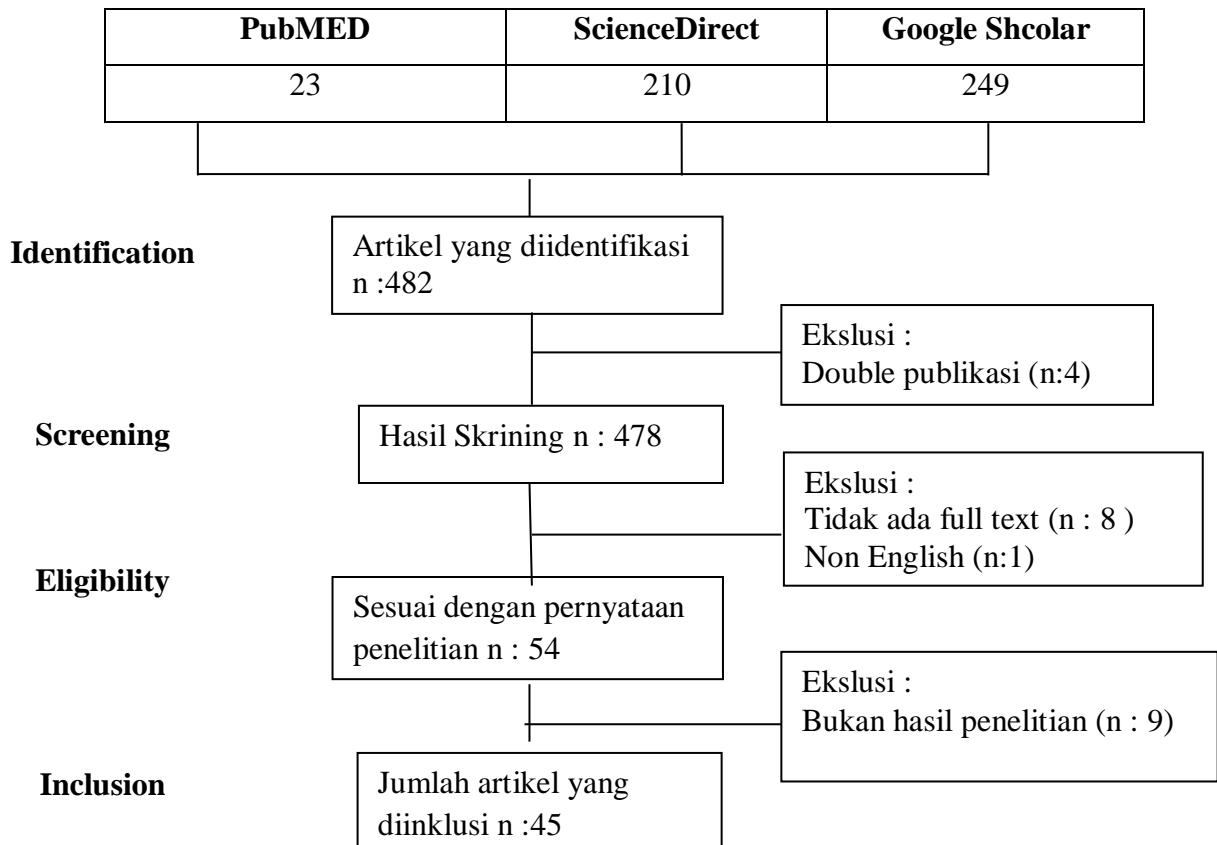 PubMED ScienceDirect Google Shcolar
23 210 249
Identification
Artikel yang diidentifikasi
n :482
Ekslusi :
Double publikasi (n:4)
Screening
Hasil Skrining n : 478
Ekslusi :
Tidak ada full text (n : 8 )
Non English (n:1)
Eligibility
Sesuai dengan pernyataan
penelitian n : 54
Ekslusi :
Bukan hasil penelitian (n : 9)
Inclusion
Jumlah artikel yang
diinklusi n :45